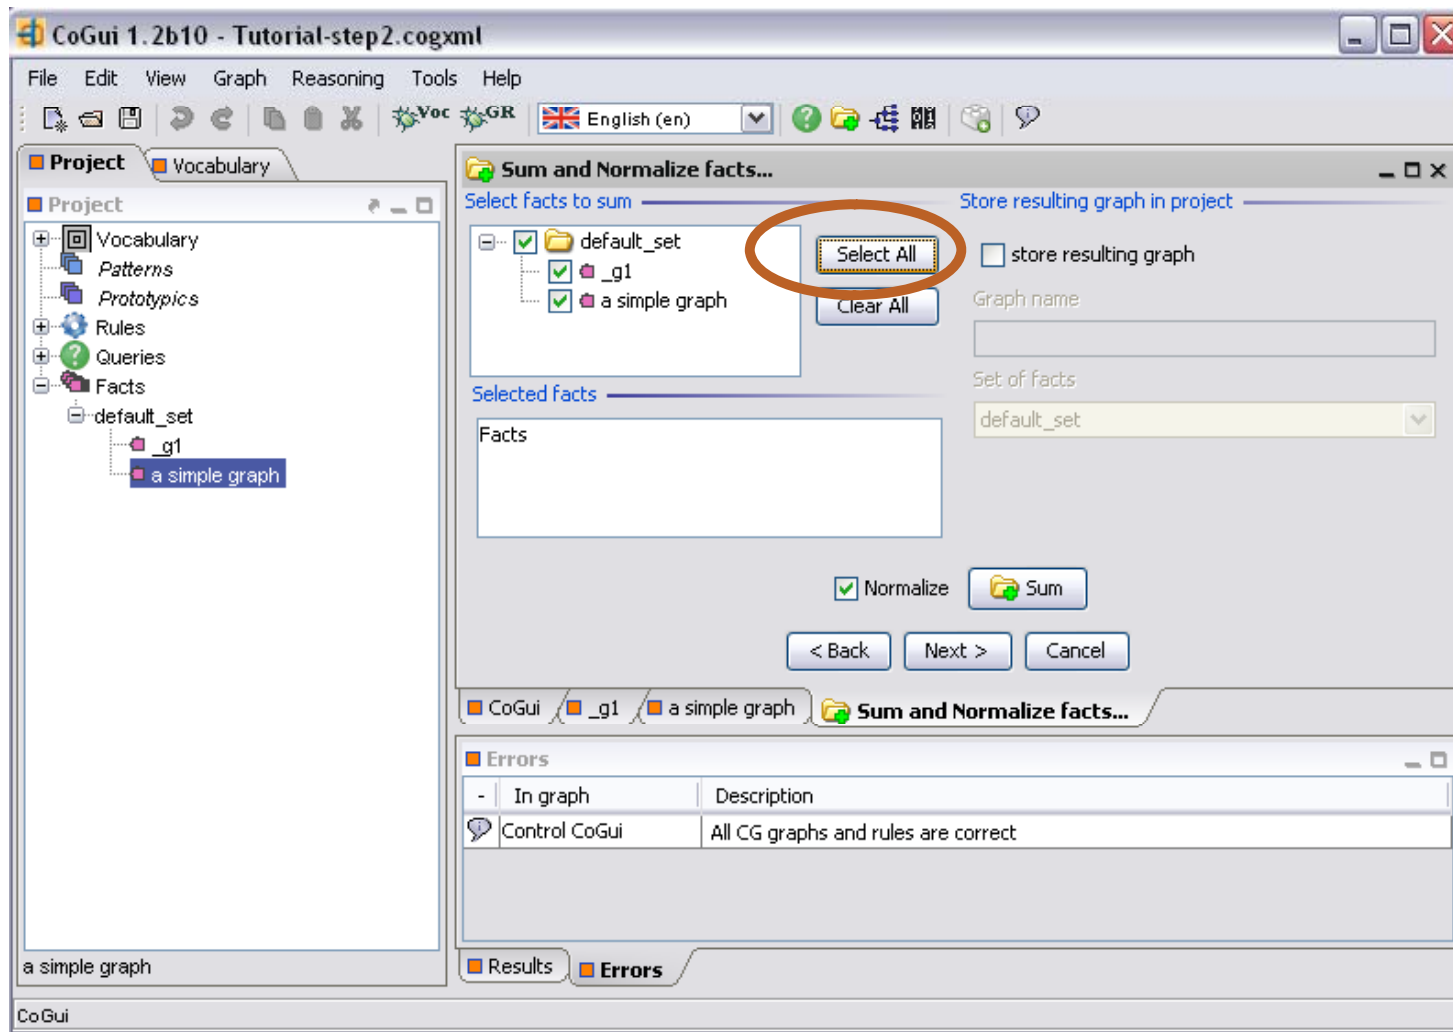 CoGui 1.2b10 - Tutorial-step2.cogxml
File Edit View Graph Reasoning Tools Help
Voc GR English (en)
Project Vocabulary
Project
Vocabulary
Patterns
Prototypics
Rules
Queries
Facts
default_set
_g1
a simple graph
a simple graph
Sum and Normalize facts...
Select facts to sum
default_set
_g1
a simple graph
Select All
Clear All
Store resulting graph in project
store resulting graph
Graph name
Set of facts
default_set
Selected facts
Facts
Normalize Sum
< Back Next > Cancel
CoGui _g1 a simple graph Sum and Normalize facts...
Errors
- In graph Description
Control CoGui All CG graphs and rules are correct
Results Errors
CoGui